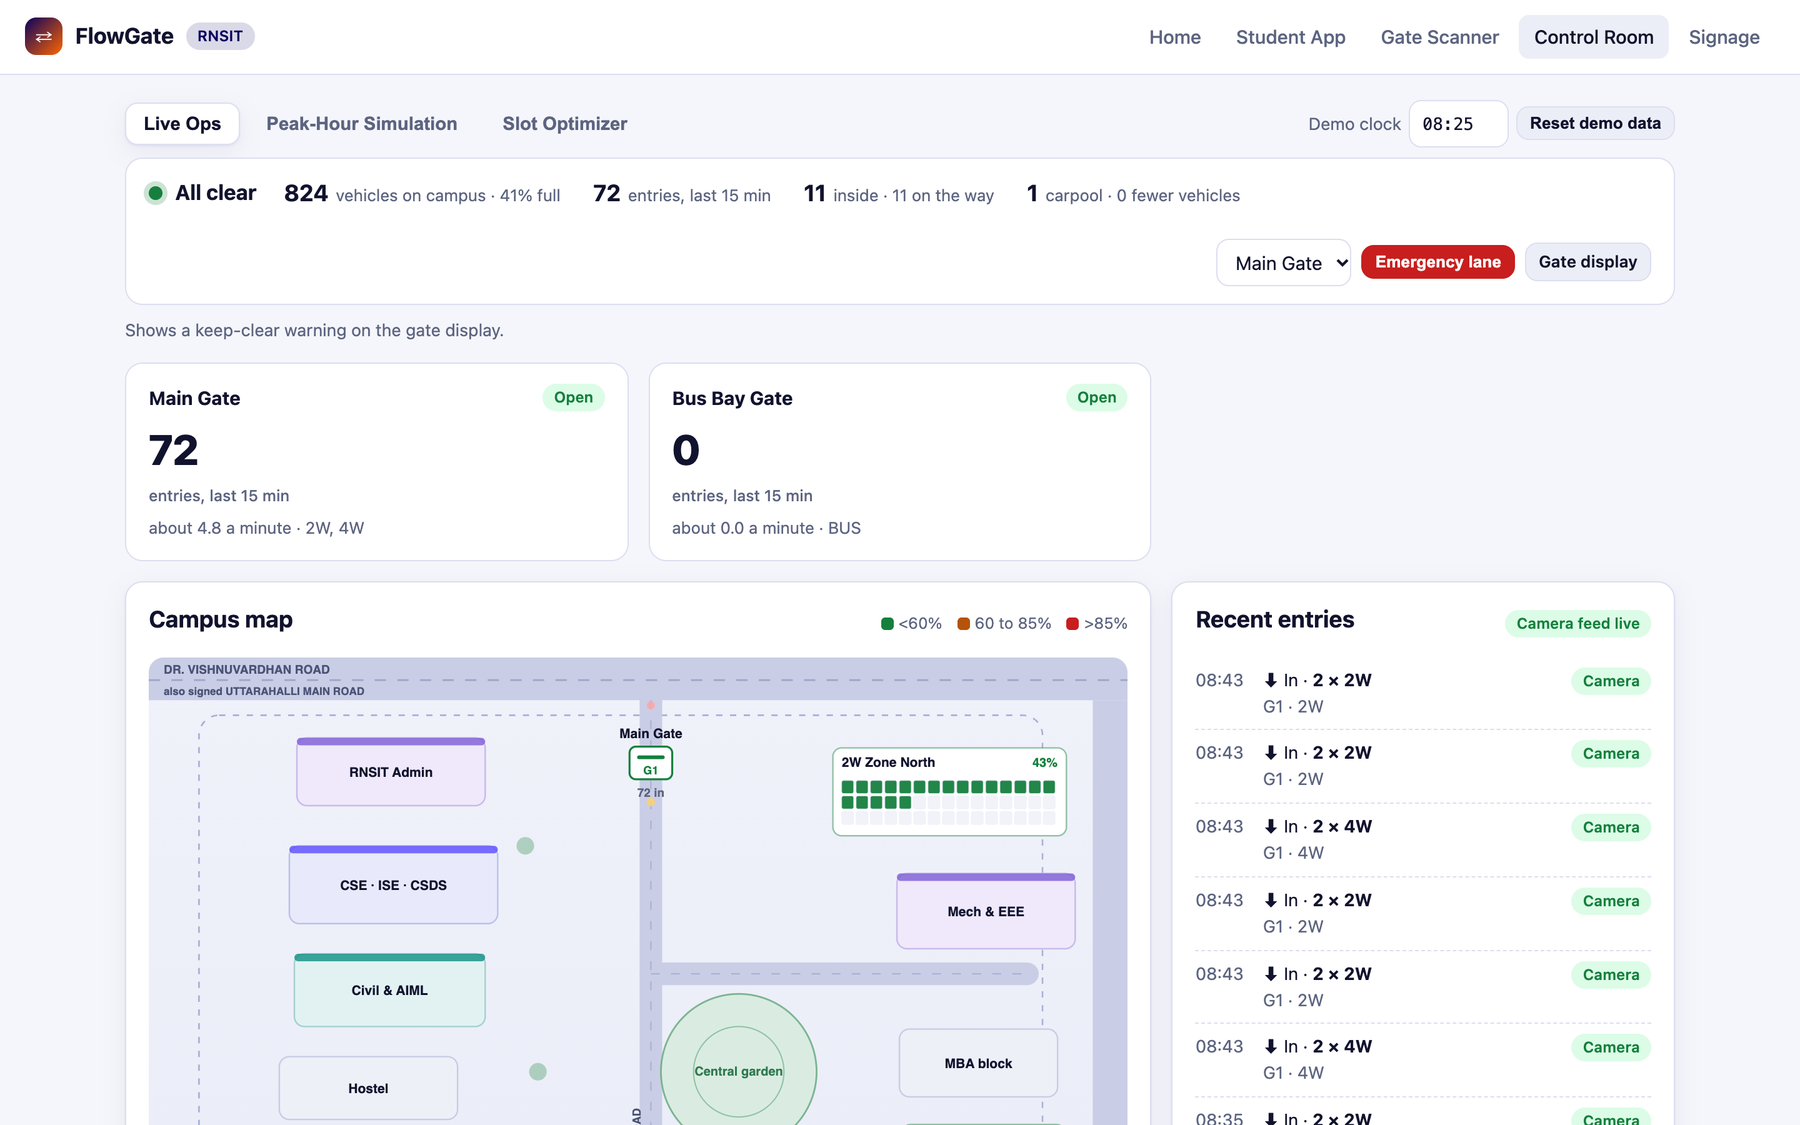 FlowGate RNSIT Home Student App Gate Scanner Control Room Signage
Live Ops Peak-Hour Simulation Slot Optimizer Demo clock 08:25 Reset demo data
All clear 824 vehicles on campus · 41% full 72 entries, last 15 min 11 inside · 11 on the way 1 carpool · 0 fewer vehicles
Main Gate Emergency lane Gate display
Shows a keep-clear warning on the gate display.
Main Gate Open
72
entries, last 15 min
about 4.8 a minute · 2W, 4W
Bus Bay Gate Open
0
entries, last 15 min
about 0.0 a minute · BUS
Campus map <60% 60 to 85% >85%
DR. VISHNUVARDHAN ROAD
also signed UTTARAHALLI MAIN ROAD
Main Gate
G1
72 in
RNSIT Admin
2W Zone North 43%
CSE · ISE · CSDS
Mech & EEE
Civil & AIML
Central garden
MBA block
Hostel
AD
Recent entries Camera feed live
08:43 ⬇ In · 2 × 2W Camera
G1 · 2W
08:43 ⬇ In · 2 × 2W Camera
G1 · 2W
08:43 ⬇ In · 2 × 4W Camera
G1 · 4W
08:43 ⬇ In · 2 × 2W Camera
G1 · 2W
08:43 ⬇ In · 2 × 2W Camera
G1 · 2W
08:43 ⬇ In · 2 × 4W Camera
G1 · 4W
08:35 ⬇ In · 2 × 2W Camera